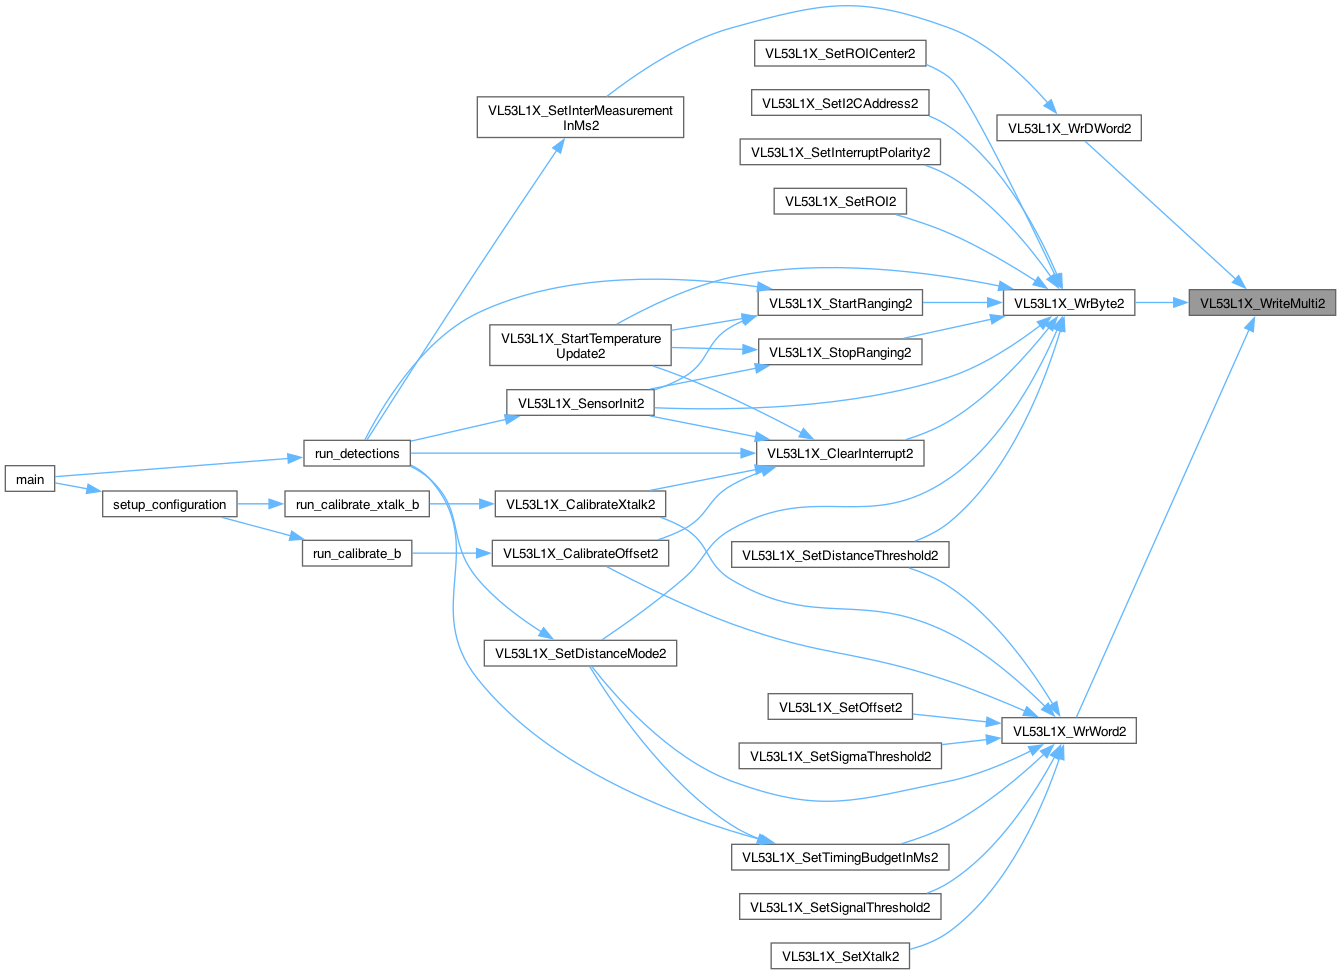 VL53L1X_SetROICenter2
VL53L1X_SetI2CAddress2
VL53L1X_SetInterMeasurement
InMs2
VL53L1X_WrDWord2
VL53L1X_SetInterruptPolarity2
VL53L1X_SetROI2
VL53L1X_StartRanging2
VL53L1X_WrByte2
VL53L1X_WriteMulti2
VL53L1X_StartTemperature
Update2
VL53L1X_StopRanging2
VL53L1X_SensorInit2
run_detections
VL53L1X_ClearInterrupt2
main
setup_configuration
run_calibrate_xtalk_b
VL53L1X_CalibrateXtalk2
run_calibrate_b
VL53L1X_CalibrateOffset2
VL53L1X_SetDistanceThreshold2
VL53L1X_SetDistanceMode2
VL53L1X_SetOffset2
VL53L1X_WrWord2
VL53L1X_SetSigmaThreshold2
VL53L1X_SetTimingBudgetInMs2
VL53L1X_SetSignalThreshold2
VL53L1X_SetXtalk2